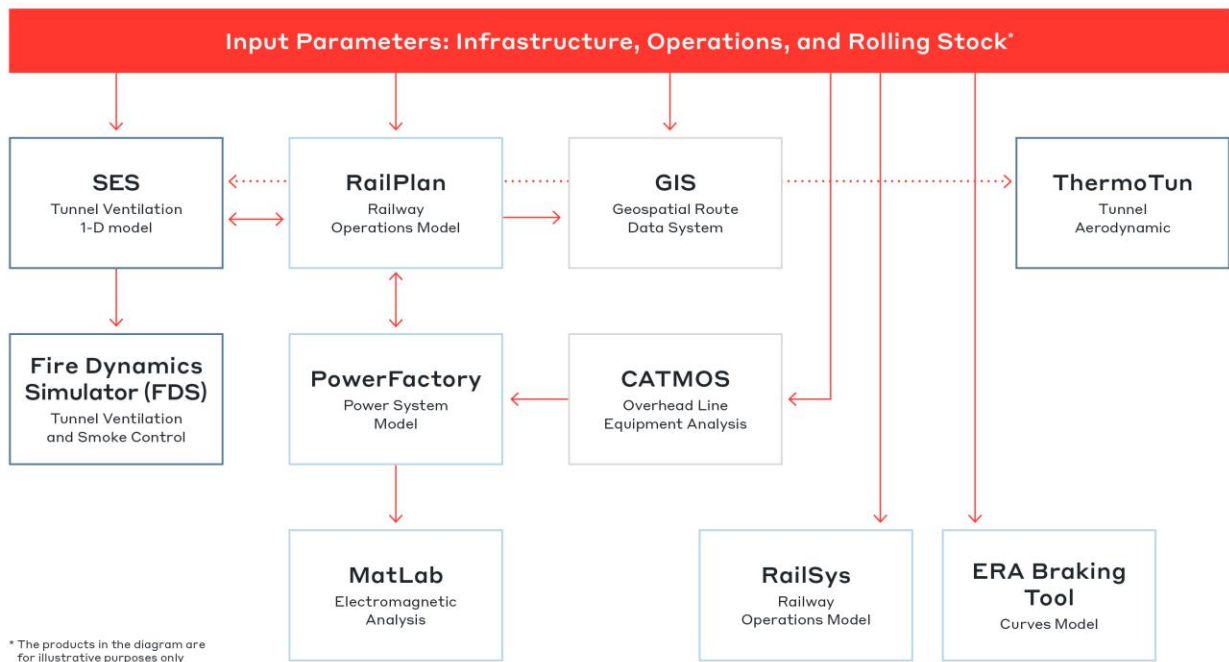 Input Parameters: Infrastructure, Operations, and Rolling Stock*
SES
Tunnel Ventilation
1-D model
RailPlan
Railway
Operations Model
GIS
Geospatial Route
Data System
ThermoTun
Tunnel
Aerodynamic
Fire Dynamics
Simulator (FDS)
Tunnel Ventilation
and Smoke Control
PowerFactory
Power System
Model
CATMOS
Overhead Line
Equipment Analysis
MatLab
Electromagnetic
Analysis
RailSys
Railway
Operations Model
ERA Braking
Tool
Curves Model
* The products in the diagram are
for illustrative purposes only